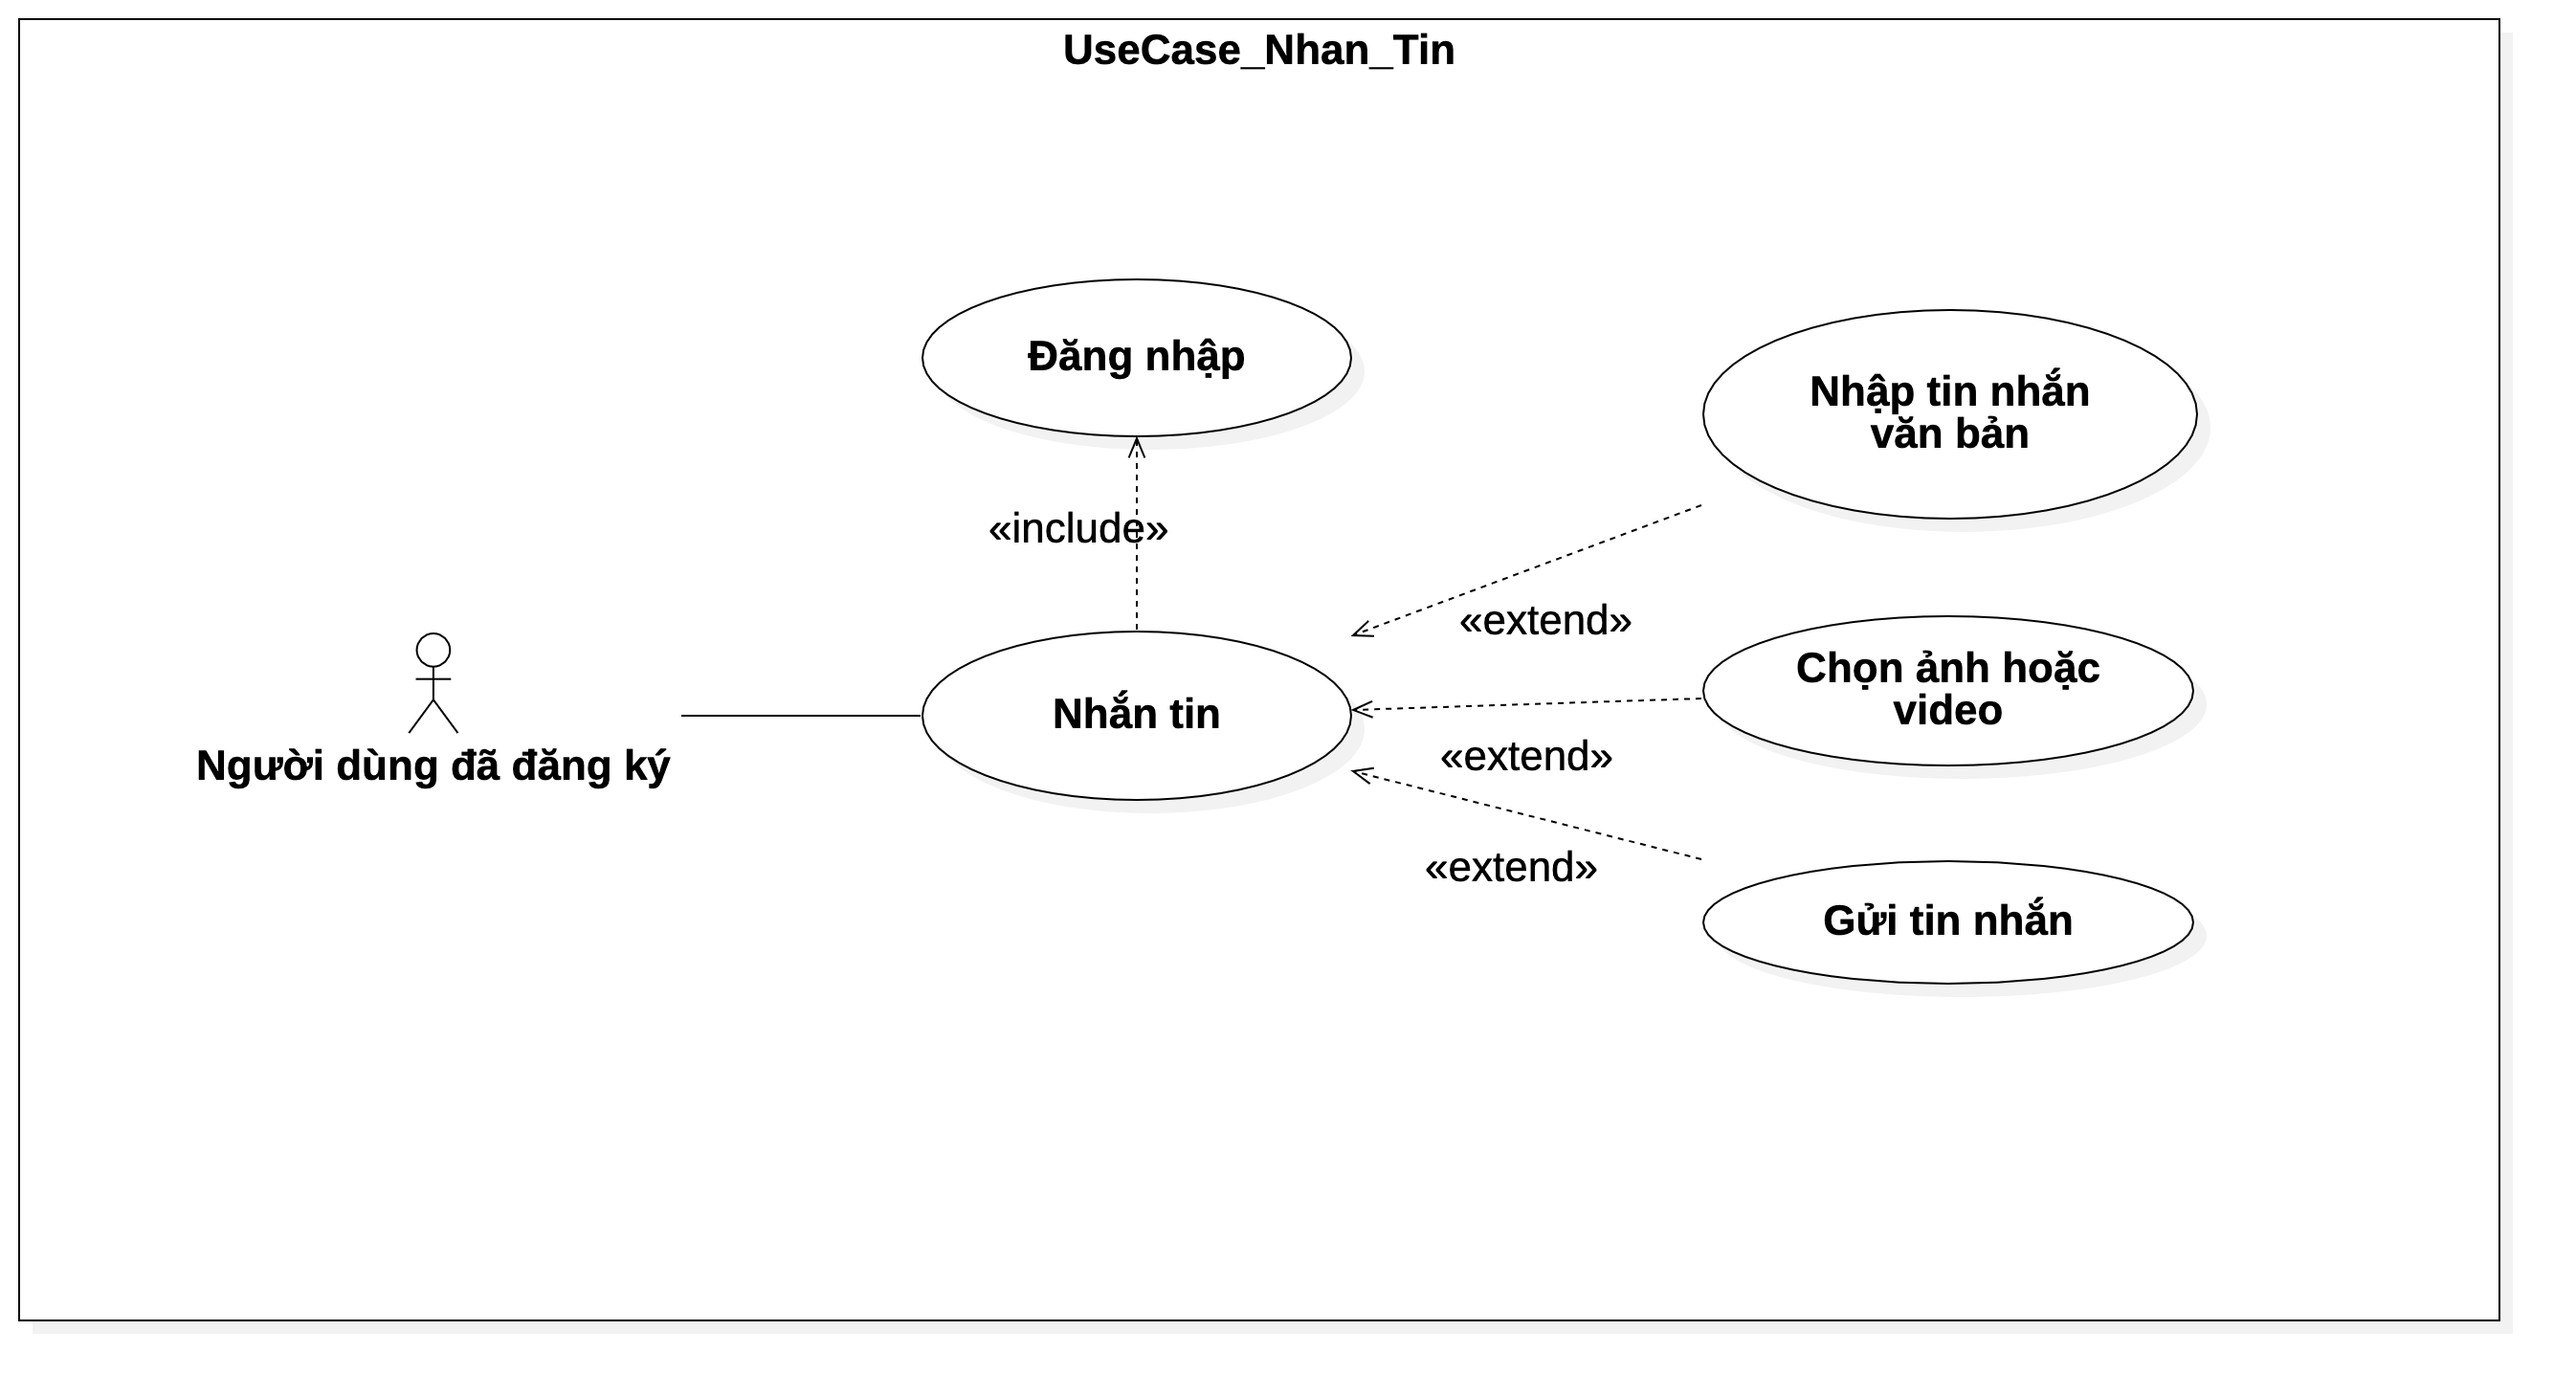 UseCase_Nhan_Tin
Đăng nhập
Nhập tin nhắn
văn bản
«include»
«extend»
Chọn ảnh hoặc
video
Nhắn tin
Người dùng đã đăng ký
«extend»
«extend»
Gửi tin nhắn